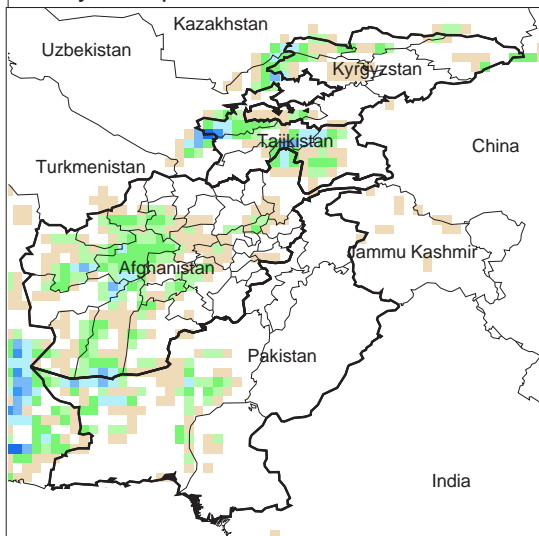 Kazakhstan
Uzbekistan
Kyrgyzstan
Tajikistan
China
Turkmenistan
Jammu Kashmir
Afghanistan
Pakistan
India